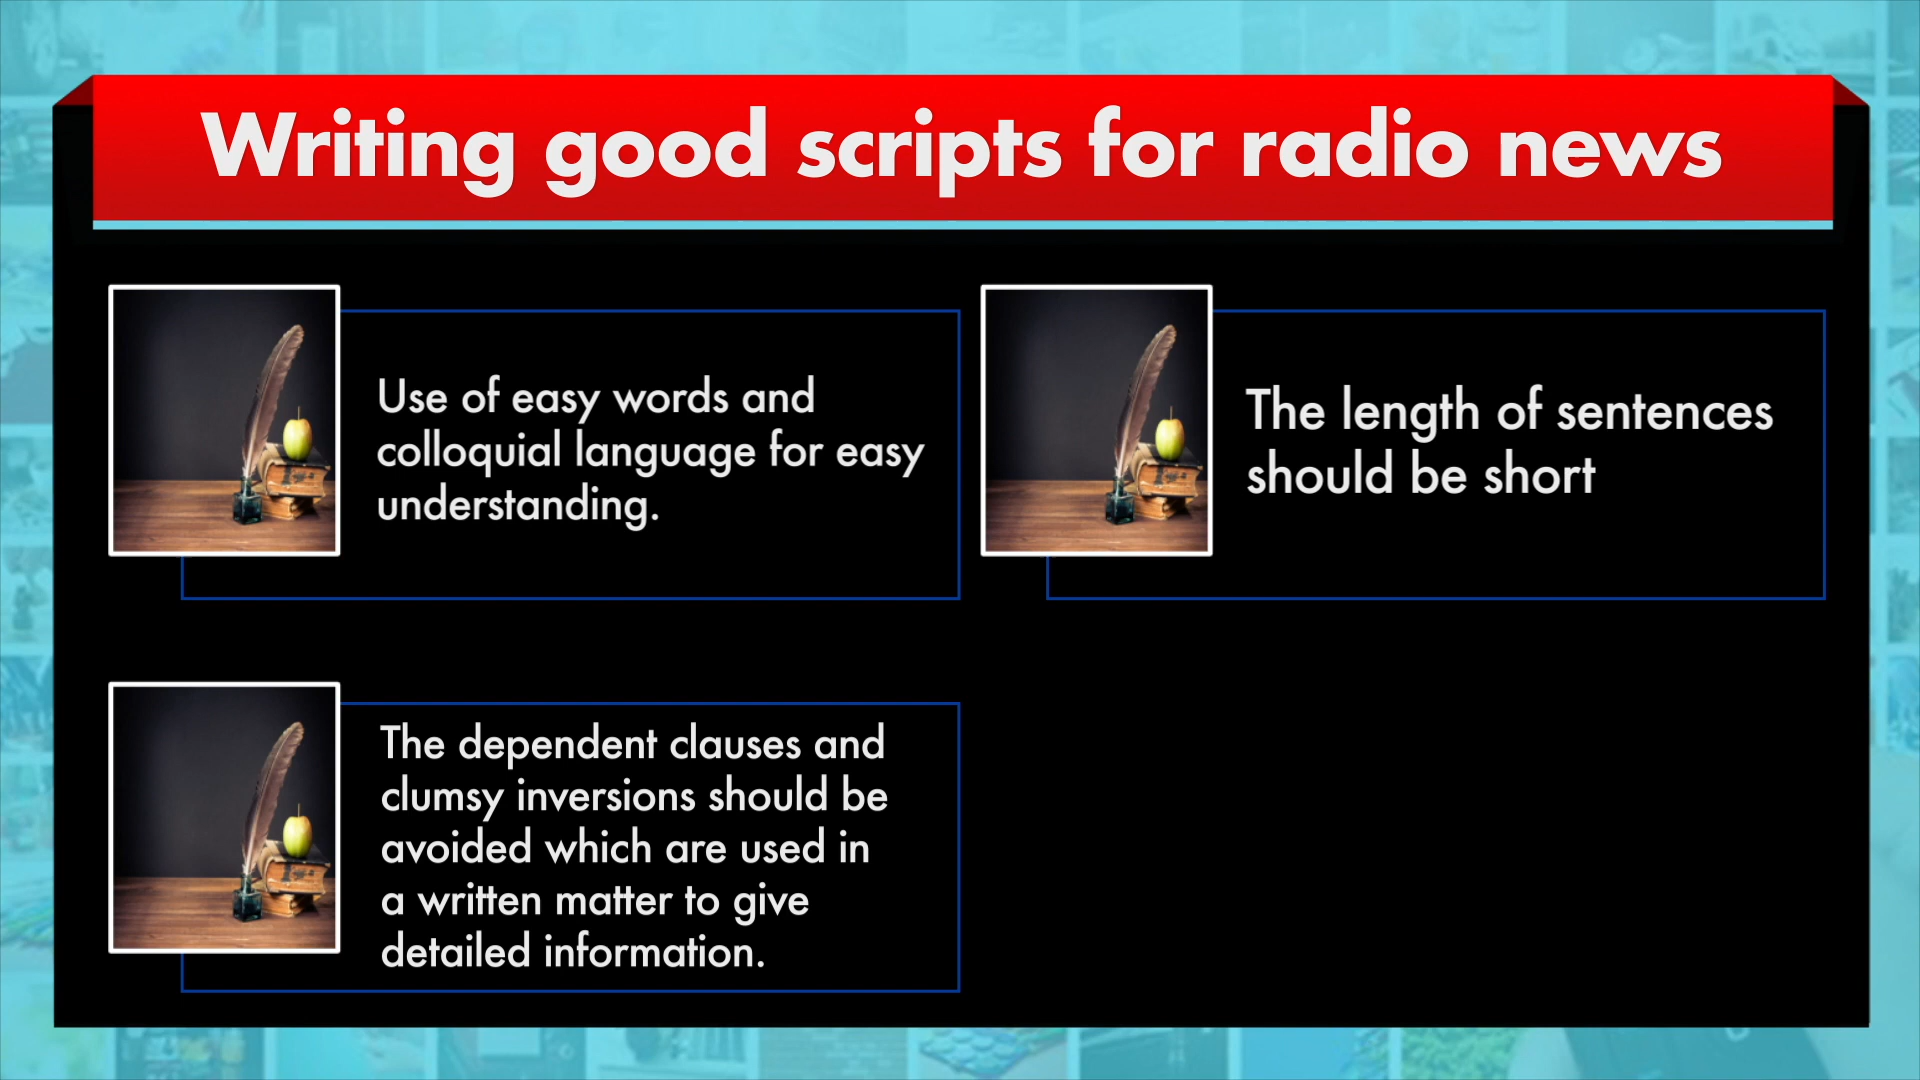 Writing good scripts for radio news
Use of easy words and
colloquial language for easy
understanding.
The length of sentences
should be short
The dependent clauses and
clumsy inversions should be
avoided which are used in
a written matter to give
detailed information.